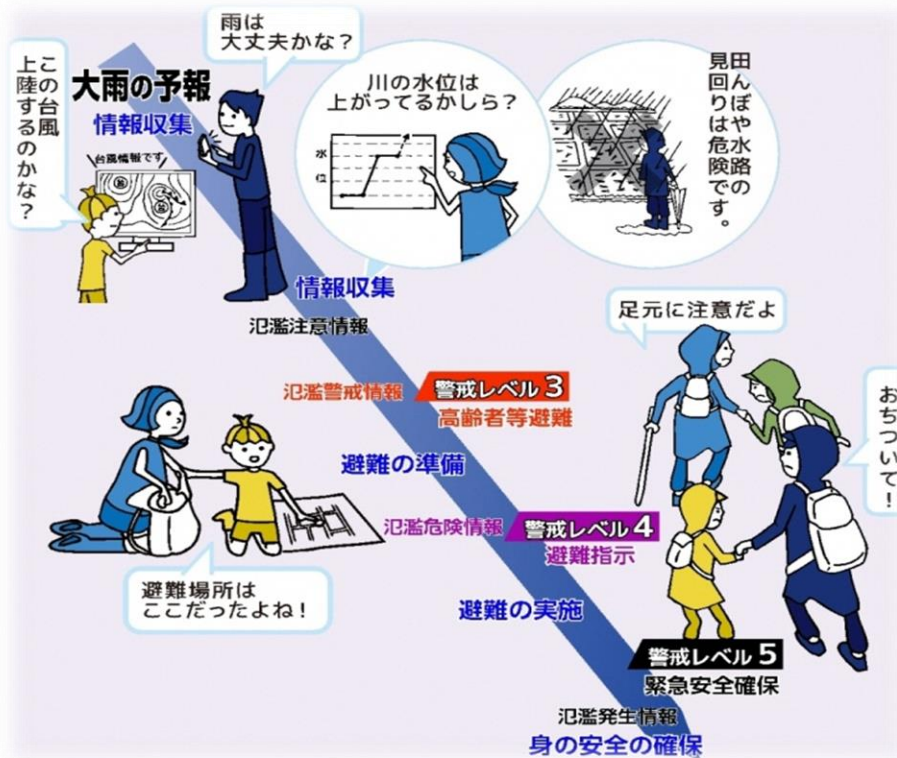 雨は
大丈夫かな？
この台風
上陸するのかな？
大雨の予報
情報収集
台風情報です
川の水位は
上がってるかしら？
水
位
田んぼや水路の
見回りは危険です。
情報収集
氾濫注意情報
足元に注意だよ
氾濫警戒情報
警戒レベル3
高齢者等避難
おちついて！
避難の準備
氾濫危険情報
警戒レベル4
避難指示
避難場所は
ここだったよね！
避難の実施
警戒レベル5
緊急安全確保
氾濫発生情報
身の安全の確保